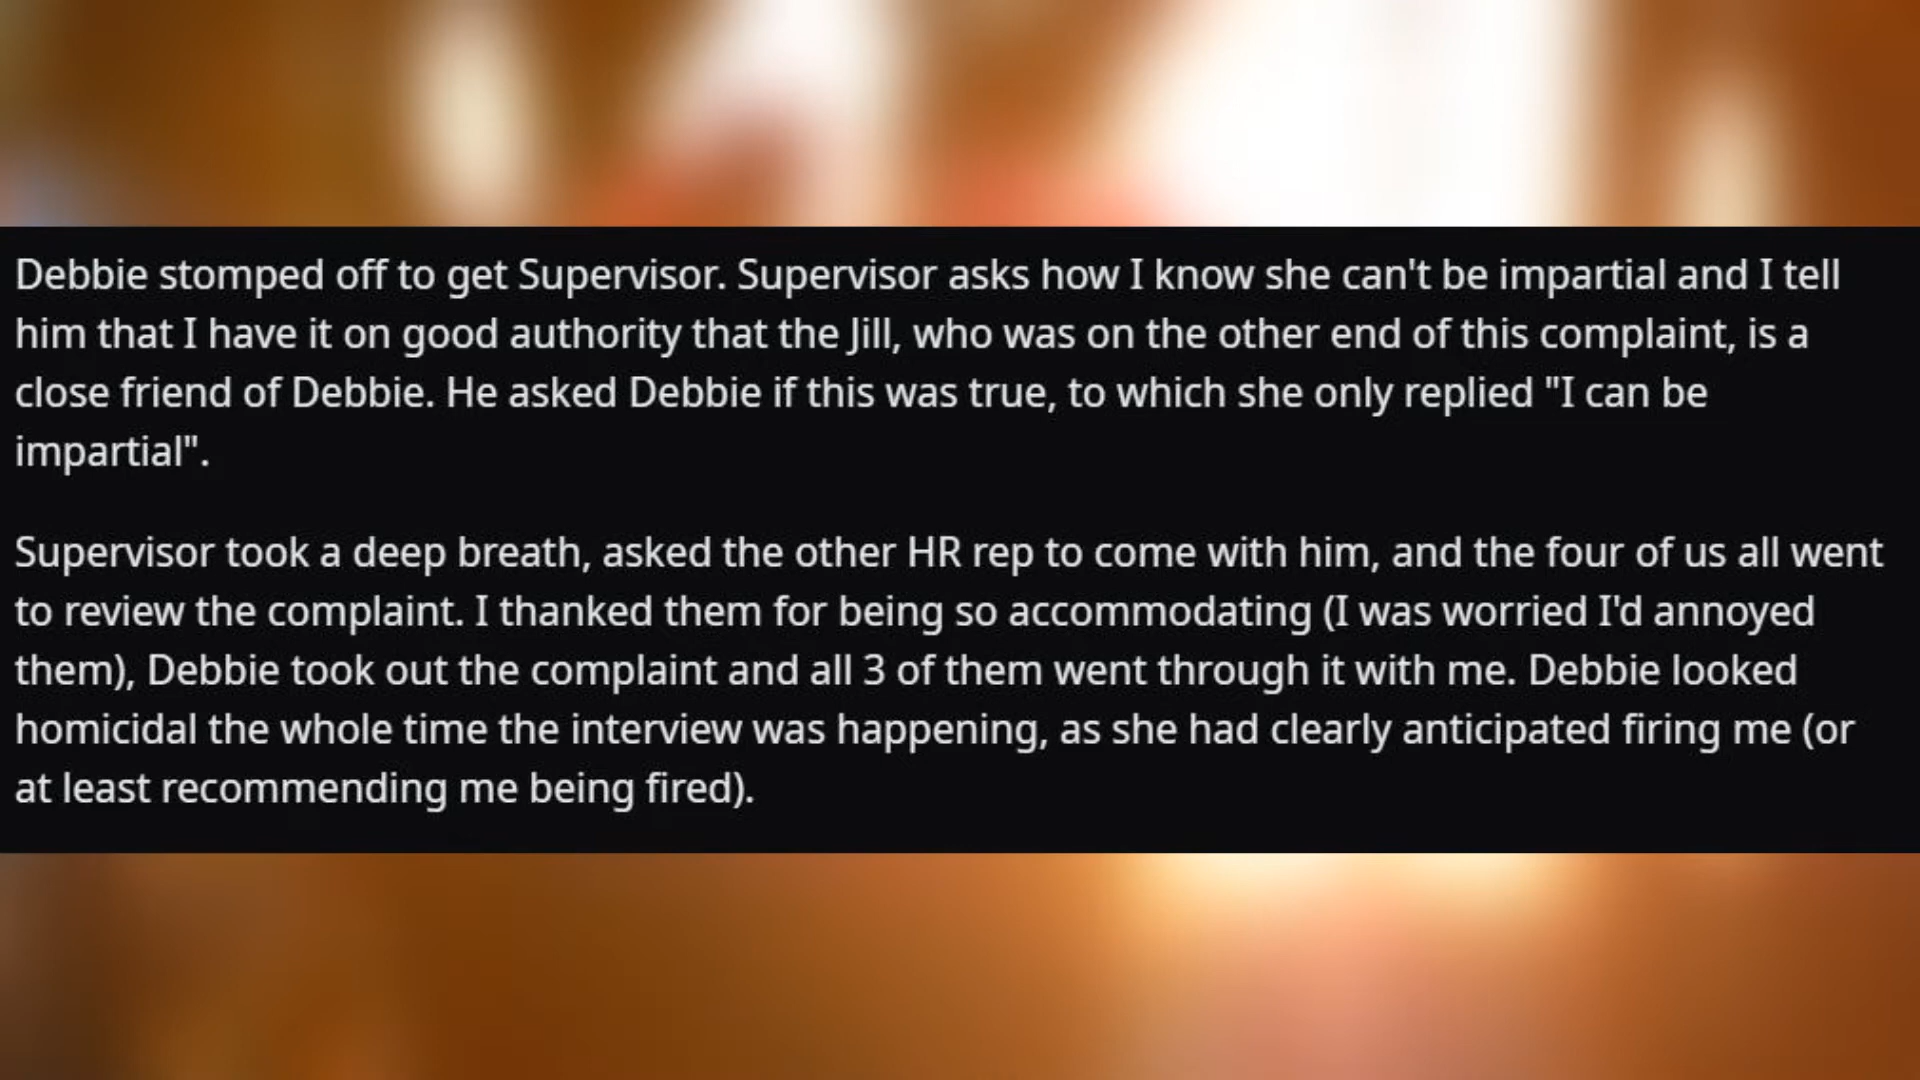 Debbie stomped off to get Supervisor. Supervisor asks how I know she can't be impartial and I tell
him that I have it on good authority that the Jill, who was on the other end of this complaint, is a
close friend of Debbie. He asked Debbie if this was true, to which she only replied "I can be
impartial".
Supervisor took a deep breath, asked the other HR rep to come with him, and the four of us all went
to review the complaint. I thanked them for being so accommodating (I was worried I'd annoyed
them), Debbie took out the complaint and all 3 of them went through it with me. Debbie looked
homicidal the whole time the interview was happening, as she had clearly anticipated firing me (or
at least recommending me being fired).